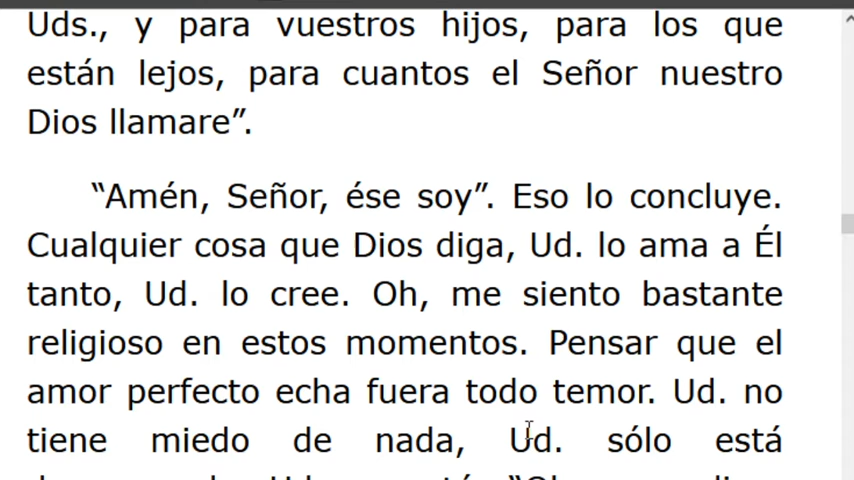 Uds., y para vuestros hijos, para los que
están lejos, para cuantos el Señor nuestro
Dios llamare”.
“Amén, Señor, ése soy”. Eso lo concluye.
Cualquier cosa que Dios diga, Ud. lo ama a Él
tanto, Ud. lo cree. Oh, me siento bastante
religioso en estos momentos. Pensar que el
amor perfecto echa fuera todo temor. Ud. no
tiene miedo de nada, Ud. sólo está